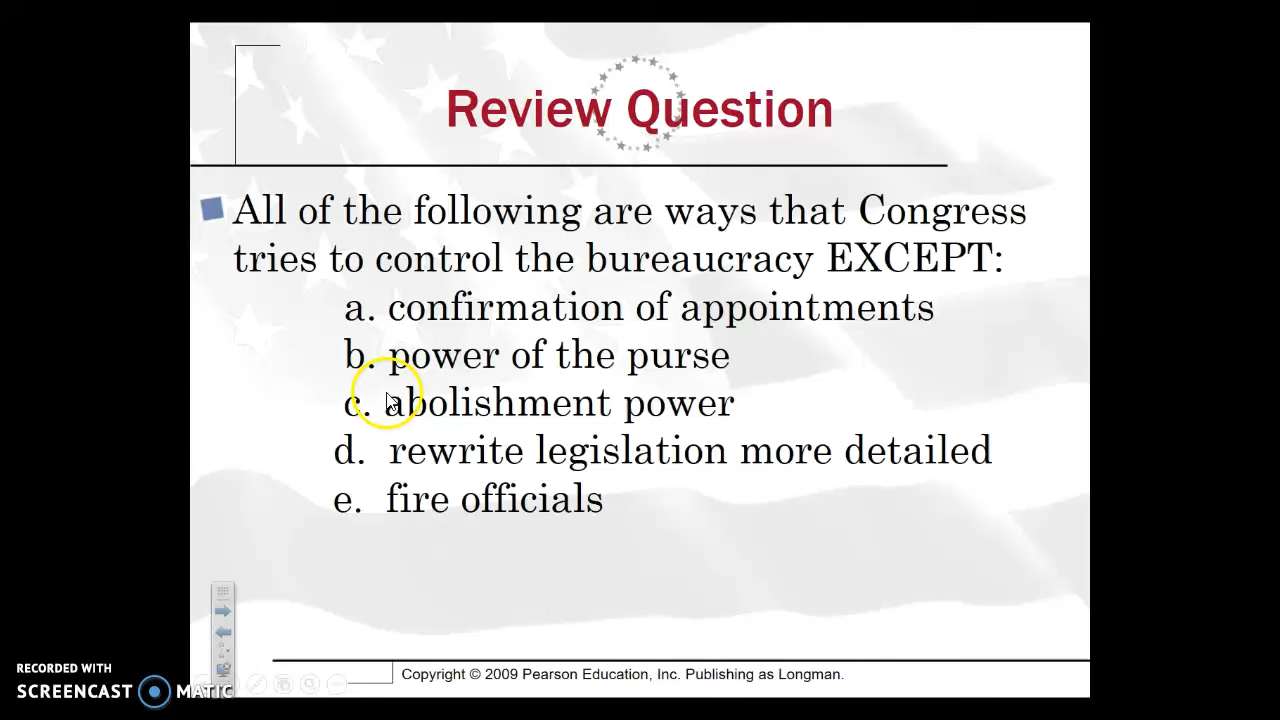 Review Question
All of the following are ways that Congress
tries to control the bureaucracy EXCEPT:
a. confirmation of appointments
b. power of the purse
c. abolishment power
d. rewrite legislation more detailed
e. fire officials
Copyright © 2009 Pearson Education, Inc. Publishing as Longman.
RECORDED WITH
SCREENCAST MATIC